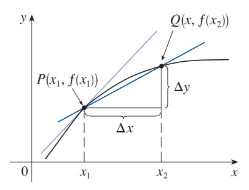 y
Q(x, f(x₂))
P(x₁, f(x₁))
Δy
Δx
0
x₁
x₂
x